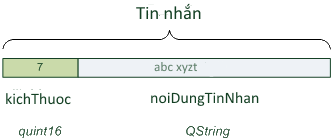 Tin nhắn
7 abc xyzt
kichThuoc noiDungTinNhan
quint16 QString